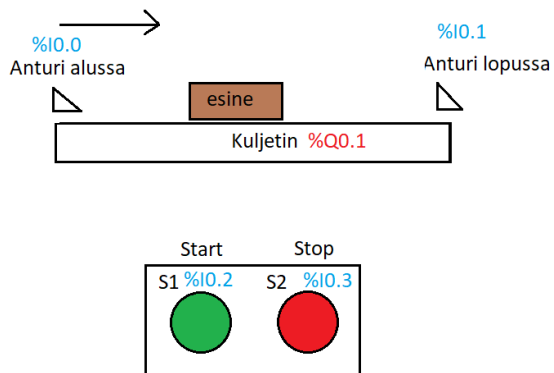 %I0.0
Anturi alussa
%I0.1
Anturi lopussa
esine
Kuljetin %Q0.1
Start
Stop
S1 %I0.2
S2 %I0.3